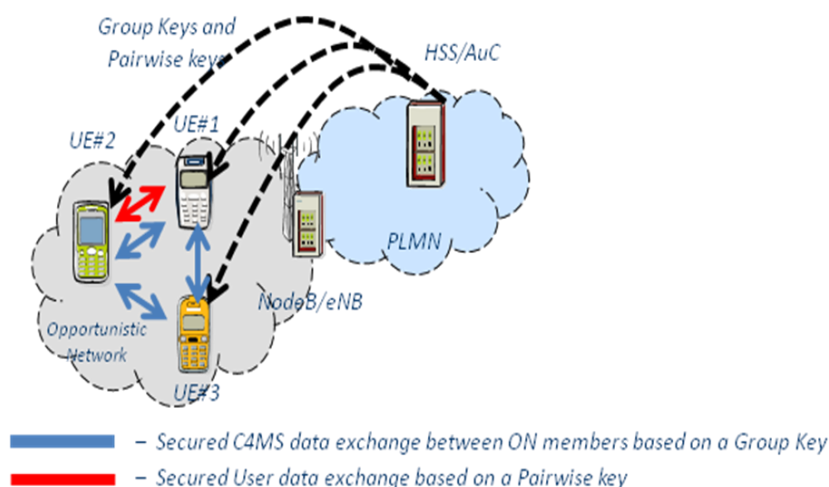 Group Keys and
Pairwise keys
HSS/AuC
UE#2
UE#1
PLMN
NodeB/eNB
Opportunistic
Network
UE#3
– Secured C4MS data exchange between ON members based on a Group Key
– Secured User data exchange based on a Pairwise key